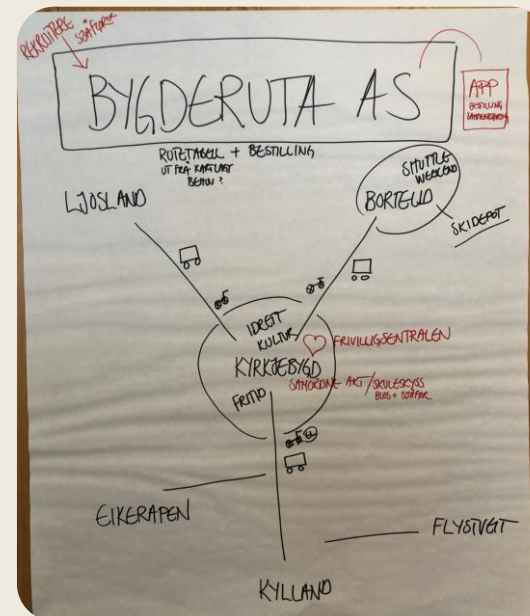 REKRUTTERE
SJÅFØRER
BYGDERUTA AS
APP
BESTILLING
RUTETABELL + BESTILLING
UT FRÅ KARTLAGT
BEHOV?
LJOSLAND
SHUTTLE
WEEKEND
BORTELID
SKIDEPOT
IDRETT
KULTUR
FRIVILLIGSENTRALEN
KYRKJEBYGD
SAMORDNE AKT/SKULESKYSS
BUSS + SJÅFØR
FRITID
EL
EIKERAPEN
FLYSTVEIT
KYLLAND